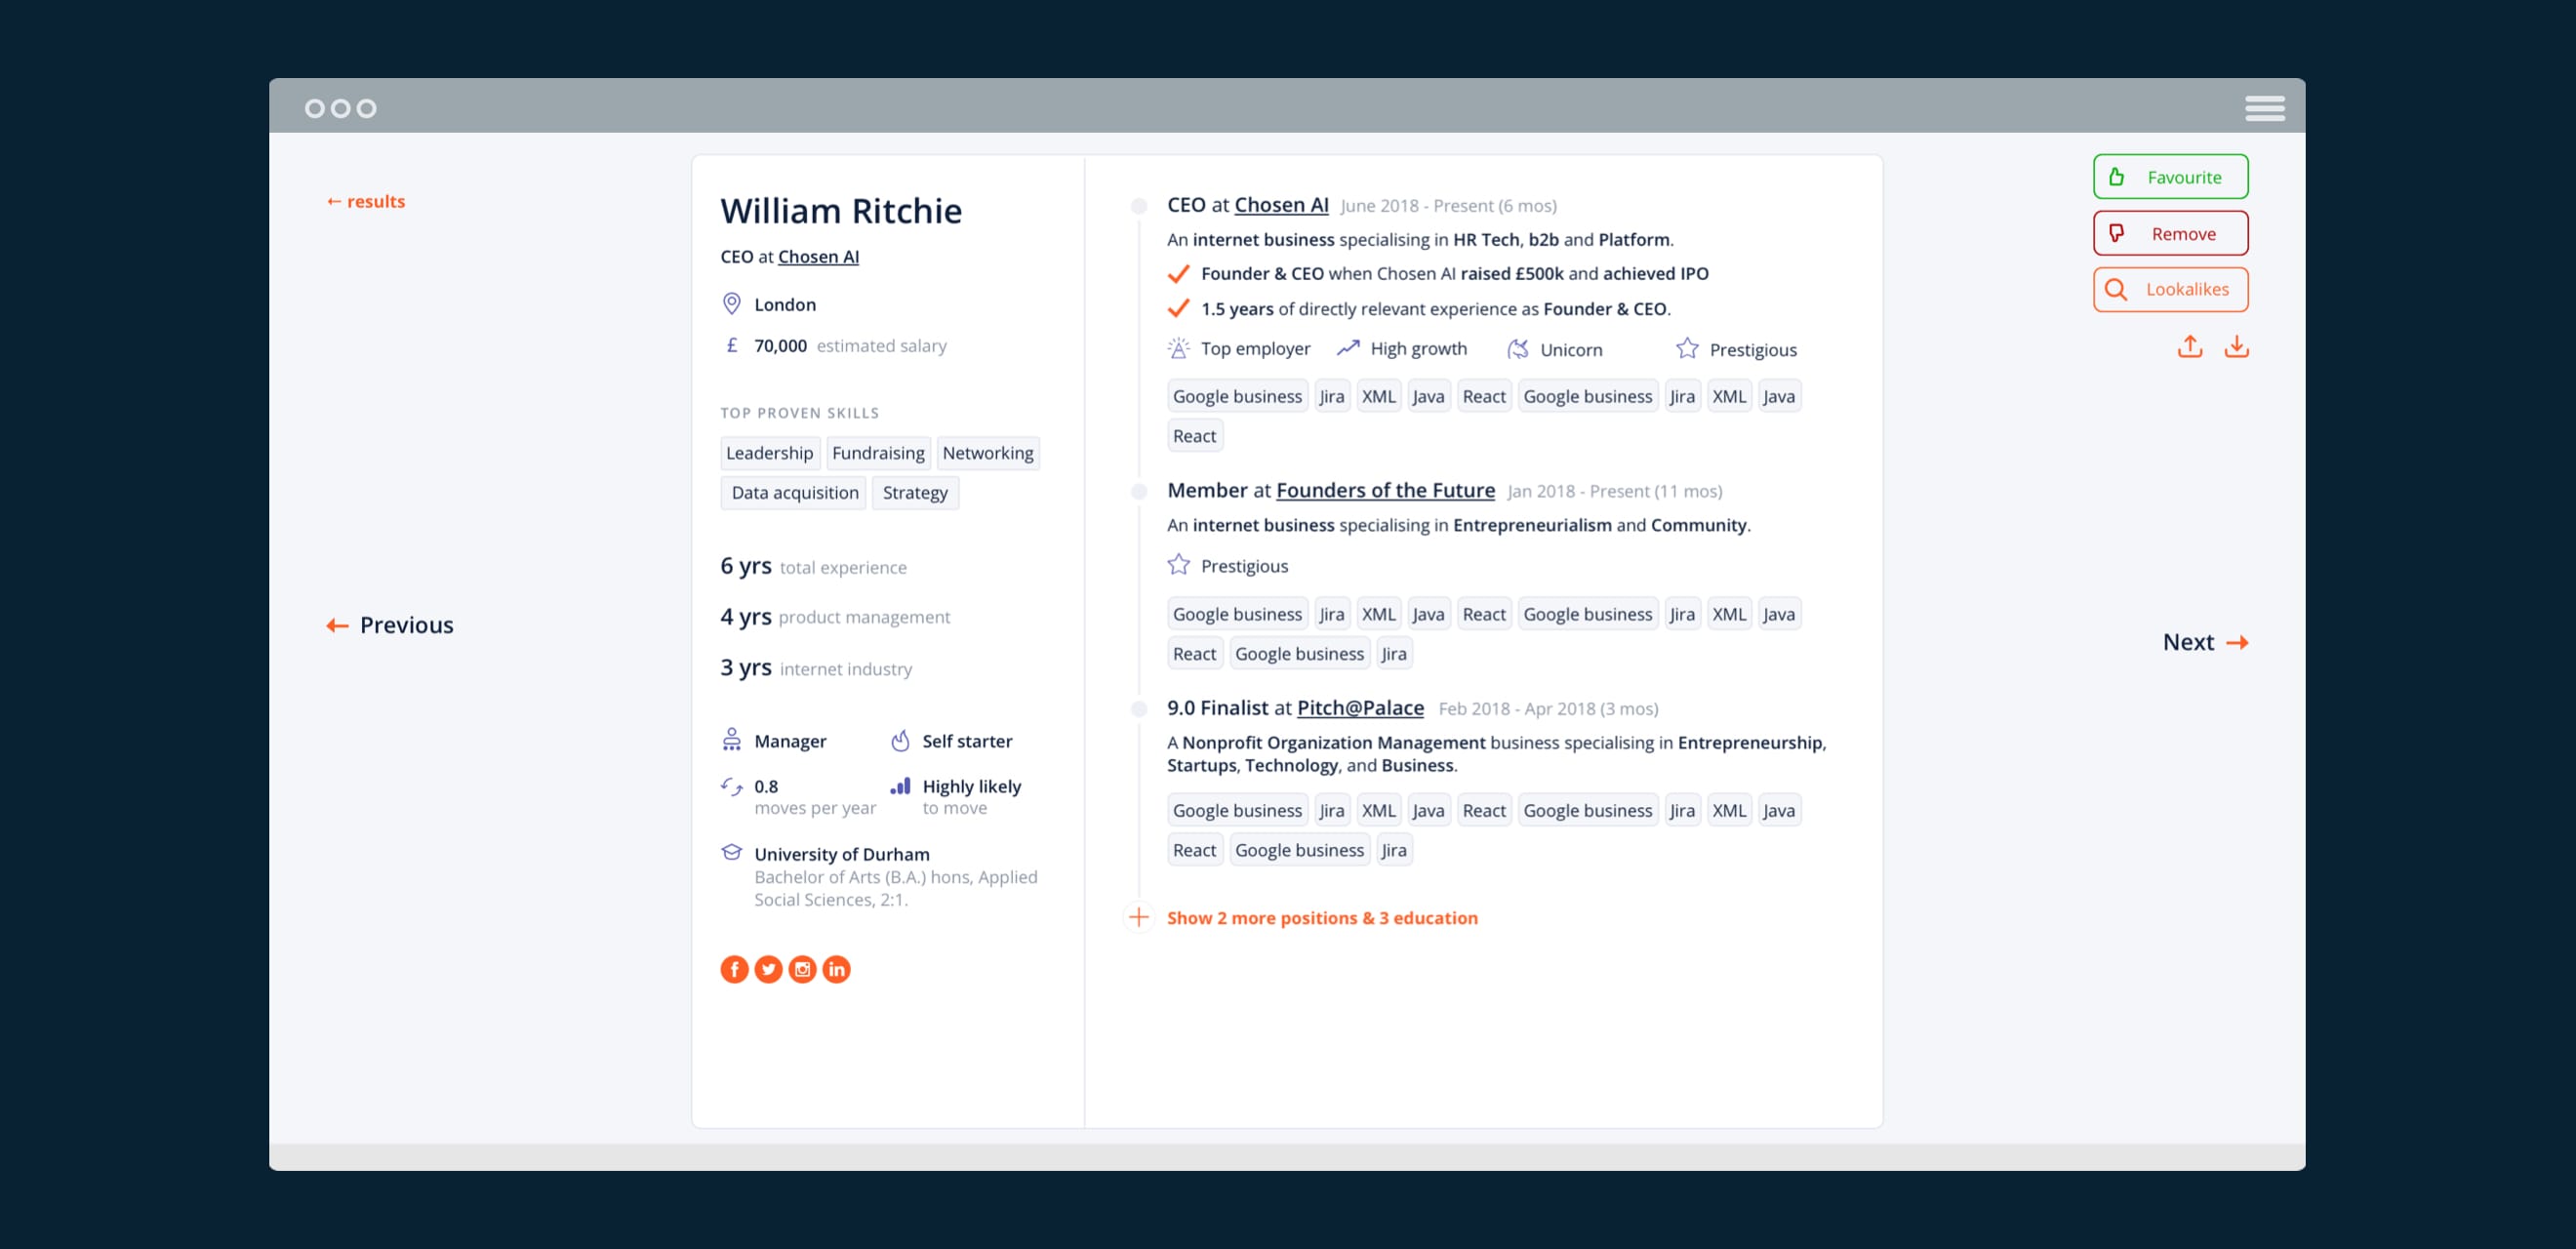 ← results
← Previous
William Ritchie
CEO at Chosen AI
London
£ 70,000 estimated salary
TOP PROVEN SKILLS
Leadership Fundraising Networking
Data acquisition Strategy
6 yrs total experience
4 yrs product management
3 yrs internet industry
Manager Self starter
0.8 Highly likely
moves per year to move
University of Durham
Bachelor of Arts (B.A.) hons, Applied
Social Sciences, 2:1.
f in
CEO at Chosen AI June 2018 - Present (6 mos)
An internet business specialising in HR Tech, b2b and Platform.
Founder & CEO when Chosen AI raised £500k and achieved IPO
1.5 years of directly relevant experience as Founder & CEO.
Top employer High growth Unicorn Prestigious
Google business Jira XML Java React Google business Jira XML Java
React
Member at Founders of the Future Jan 2018 - Present (11 mos)
An internet business specialising in Entrepreneurialism and Community.
Prestigious
Google business Jira XML Java React Google business Jira XML Java
React Google business Jira
9.0 Finalist at Pitch@Palace Feb 2018 - Apr 2018 (3 mos)
A Nonprofit Organization Management business specialising in Entrepreneurship,
Startups, Technology, and Business.
Google business Jira XML Java React Google business Jira XML Java
React Google business Jira
Show 2 more positions & 3 education
Favourite
Remove
Lookalikes
Next →